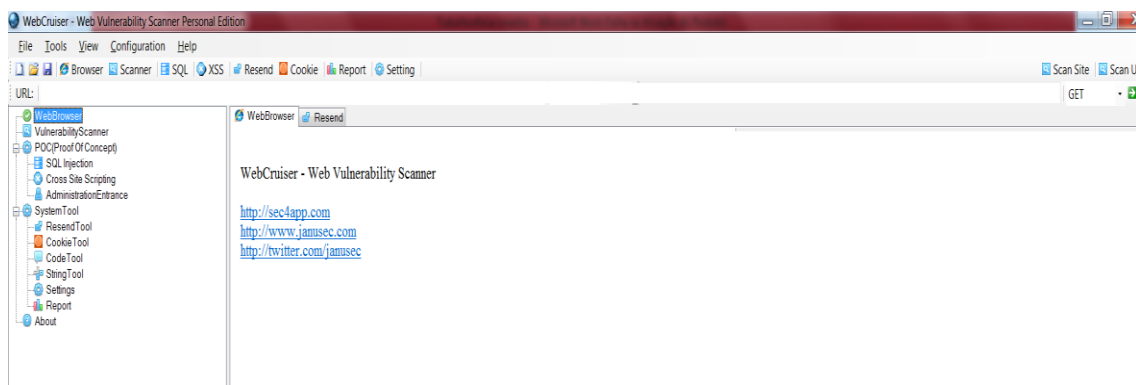 WebCruiser - Web Vulnerability Scanner Personal Edition
File Tools View Configuration Help
Browser Scanner SQL XSS Resend Cookie Report Setting Scan Site Scan U
URL: GET
WebBrowser
VulnerabilityScanner
POC(Proof Of Concept)
SQL Injection
Cross Site Scripting
AdministrationEntrance
SystemTool
ResendTool
CookieTool
CodeTool
StringTool
Settings
Report
About
WebBrowser Resend
WebCruiser - Web Vulnerability Scanner
http://sec4app.com
http://www.janusec.com
http://twitter.com/janusec